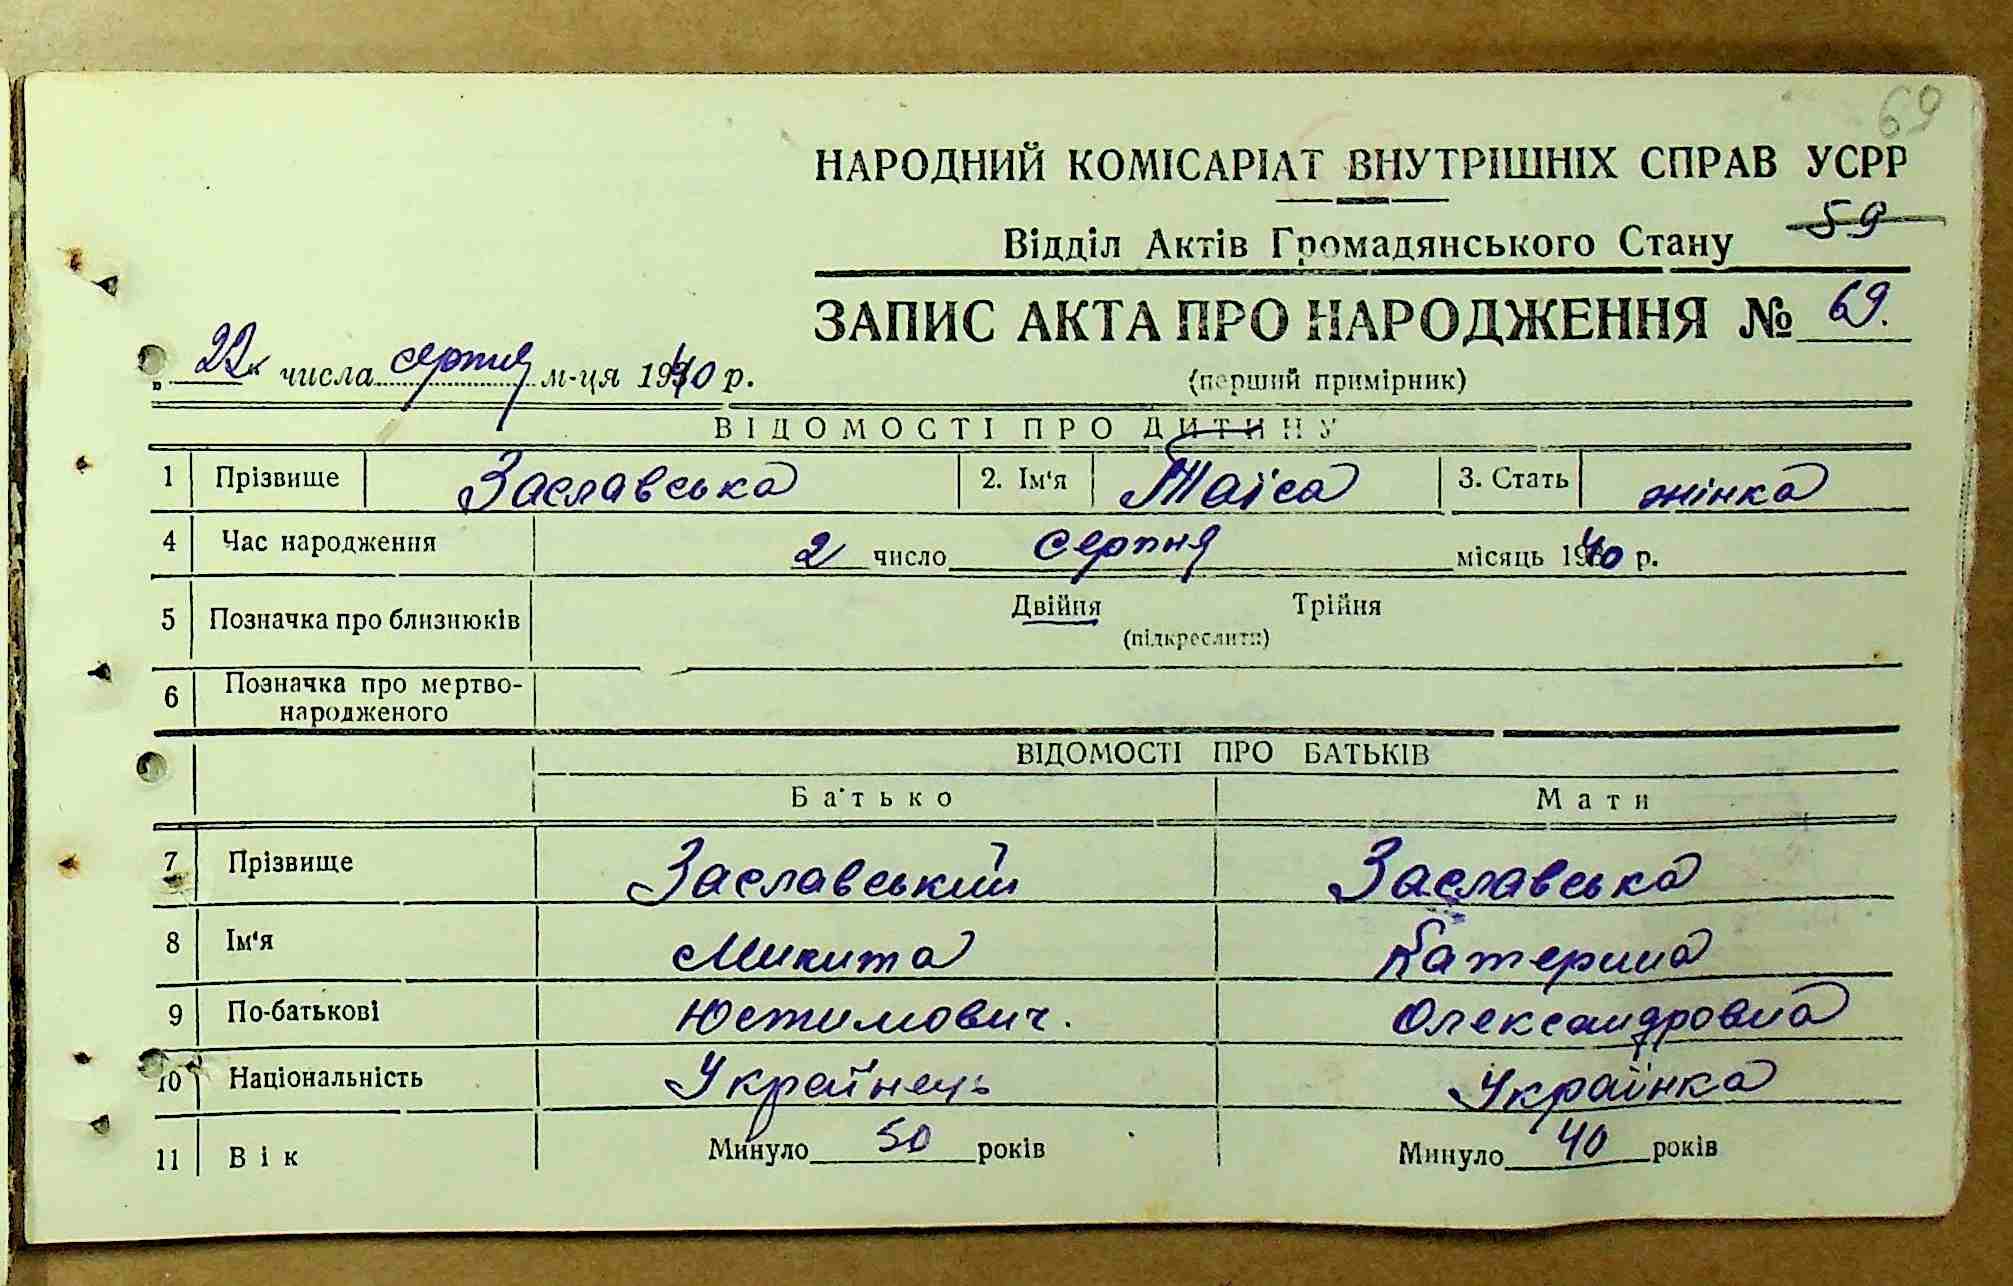 69
НАРОДНИЙ КОМІСАРІАТ ВНУТРІШНІХ СПРАВ УСРР
Відділ Актів Громадянського Стану 59
ЗАПИС АКТА ПРО НАРОДЖЕННЯ № 69.
„22“ числа серпня м-ця 1940 р.
(перший примірник)
ВІДОМОСТІ ПРО ДИТИНУ
1 Прізвище Заславська 2. Ім'я Таїса 3. Стать жінка
4 Час народження 2 число серпня місяць 1940 р.
5 Позначка про близнюків Двійня Трійня
(підкреслити)
6 Позначка про мертво-
народженого
ВІДОМОСТІ ПРО БАТЬКІВ
Батько Мати
7 Прізвище Заславський Заславська
8 Ім'я Микита Катерина
9 По-батькові Юстимович. Олександровна
10 Національність Українець Українка
11 Вік Минуло 50 років Минуло 40 років